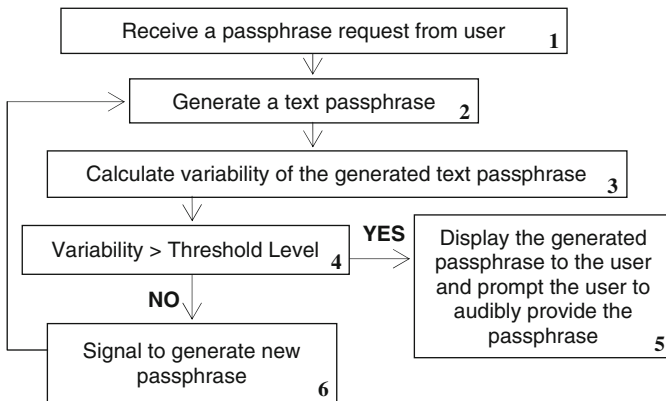 Receive a passphrase request from user
1
Generate a text passphrase
2
Calculate variability of the generated text passphrase
3
Variability > Threshold Level
4
YES
Display the generated
passphrase to the user
and prompt the user to
audibly provide the
passphrase
5
NO
Signal to generate new
passphrase
6